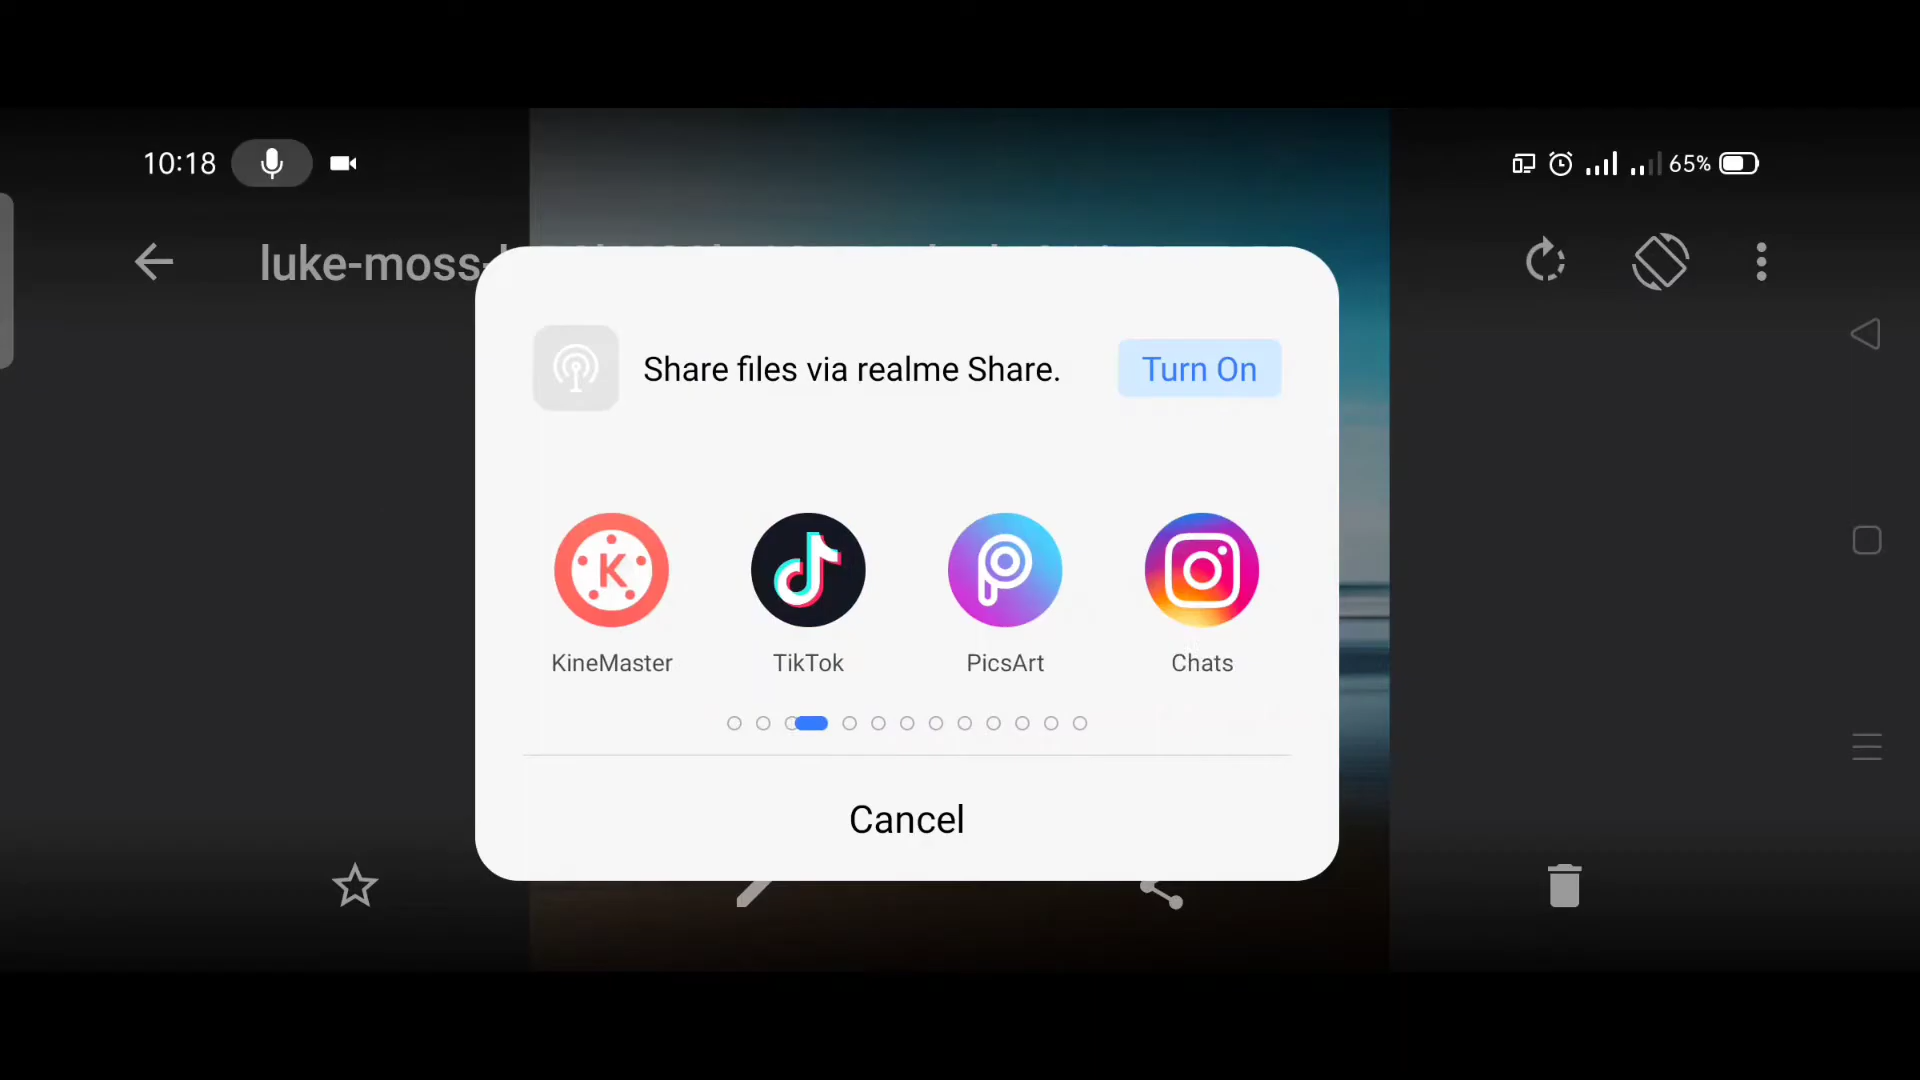 10:18
65%
luke-moss-
Share files via realme Share.
Turn On
KineMaster
TikTok
PicsArt
Chats
Cancel